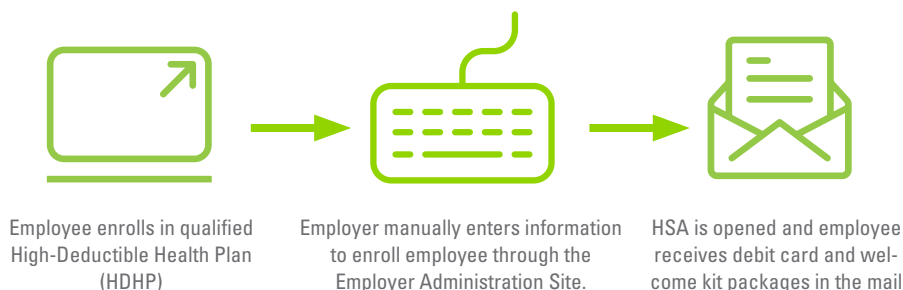 Employee enrolls in qualified
High-Deductible Health Plan
(HDHP)
Employer manually enters information
to enroll employee through the
Employer Administration Site.
HSA is opened and employee
receives debit card and wel-
come kit packages in the mail